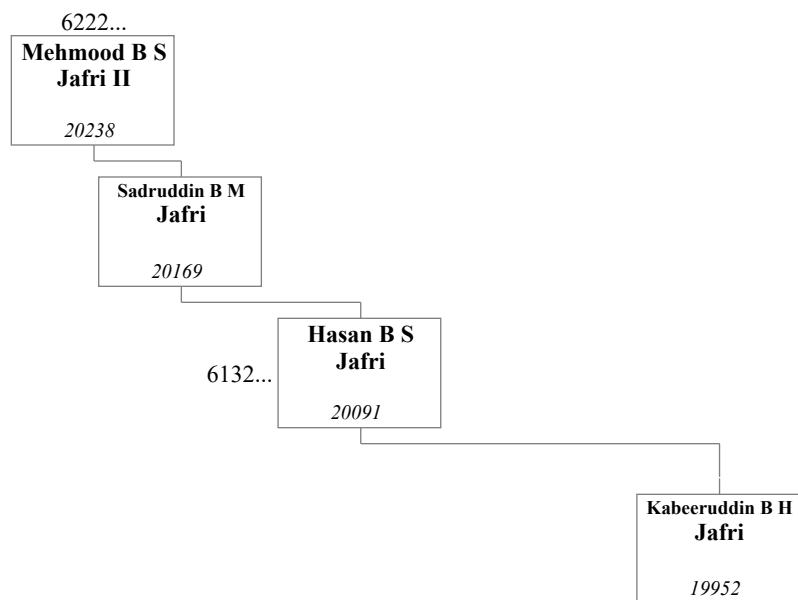 6222...
Mehmood B S
Jafri II
20238
Sadruddin B M
Jafri
20169
Hasan B S
Jafri
6132...
20091
Kabeeruddin B H
Jafri
19952